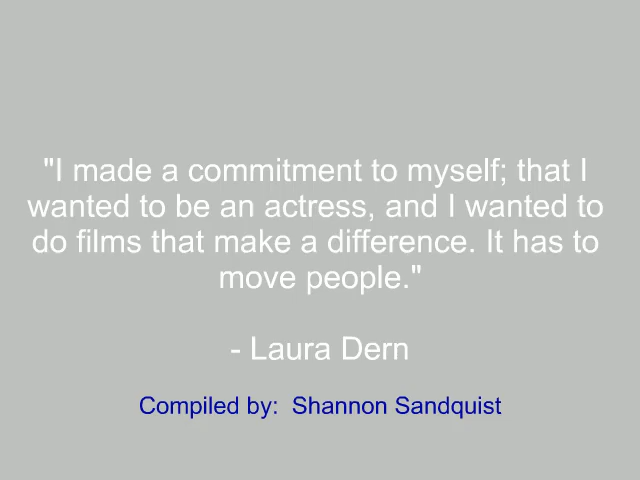 "I made a commitment to myself; that I
wanted to be an actress, and I wanted to
do films that make a difference. It has to
move people."
- Laura Dern
Compiled by:  Shannon Sandquist